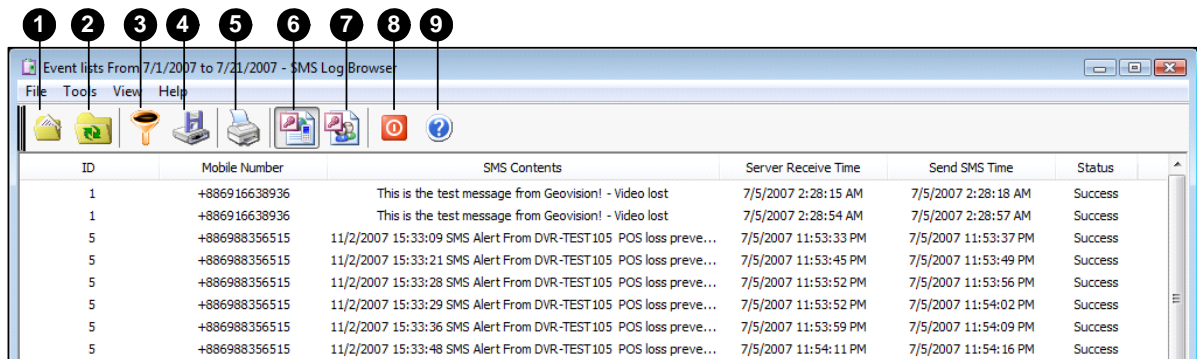 1 2 3 4 5 6 7 8 9
Event lists From 7/1/2007 to 7/21/2007 - SMS Log Browser
File Tools View Help
ID Mobile Number SMS Contents Server Receive Time Send SMS Time Status
1 +886916638936 This is the test message from Geovision! - Video lost 7/5/2007 2:28:15 AM 7/5/2007 2:28:18 AM Success
1 +886916638936 This is the test message from Geovision! - Video lost 7/5/2007 2:28:54 AM 7/5/2007 2:28:57 AM Success
5 +886988356515 11/2/2007 15:33:09 SMS Alert From DVR-TEST105 POS loss preve... 7/5/2007 11:53:33 PM 7/5/2007 11:53:37 PM Success
5 +886988356515 11/2/2007 15:33:21 SMS Alert From DVR-TEST105 POS loss preve... 7/5/2007 11:53:45 PM 7/5/2007 11:53:49 PM Success
5 +886988356515 11/2/2007 15:33:28 SMS Alert From DVR-TEST105 POS loss preve... 7/5/2007 11:53:52 PM 7/5/2007 11:53:56 PM Success
5 +886988356515 11/2/2007 15:33:29 SMS Alert From DVR-TEST105 POS loss preve... 7/5/2007 11:53:52 PM 7/5/2007 11:54:02 PM Success
5 +886988356515 11/2/2007 15:33:36 SMS Alert From DVR-TEST105 POS loss preve... 7/5/2007 11:53:59 PM 7/5/2007 11:54:09 PM Success
5 +886988356515 11/2/2007 15:33:48 SMS Alert From DVR-TEST105 POS loss preve... 7/5/2007 11:54:11 PM 7/5/2007 11:54:16 PM Success